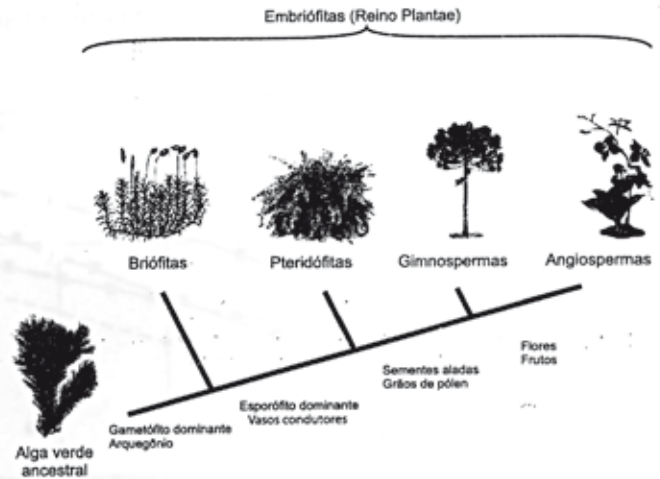 Embriófitas (Reino Plantae)
Briófitas
Pteridófitas
Gimnospermas
Angiospermas
Flores
Frutos
Sementes aladas
Grãos de pólen
Esporófito dominante
Vasos condutores
Gametófito dominante
Arquegônio
Alga verde
ancestral